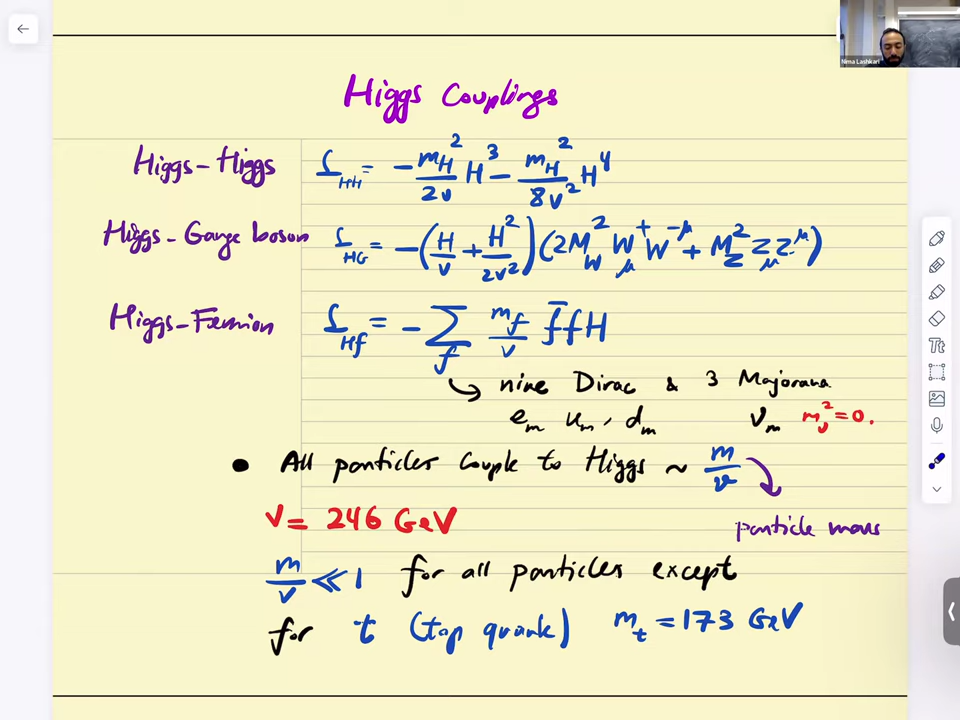 Nima Lashkari
Higgs Couplings
Higgs-Higgs 𝓛_HH = - m_H²/2v H³ - m_H²/8v² H⁴
Higgs-Gauge boson 𝓛_HG = -(H/v + H²/2v²)(2M_W² W_μ⁺ W⁻μ + M_Z² Z_μ Z^μ)
Higgs-Fermion 𝓛_Hf = - Σ_f m_f/v f̄ f H
↪ nine Dirac & 3 Majorana
e_m u_m, d_m ν_m m_ν² = 0.
• All particles couple to Higgs ~ m/v
particle mass
v = 246 GeV
m/v ≪ 1 for all particles except
for t (top quark) m_t = 173 GeV
Tt